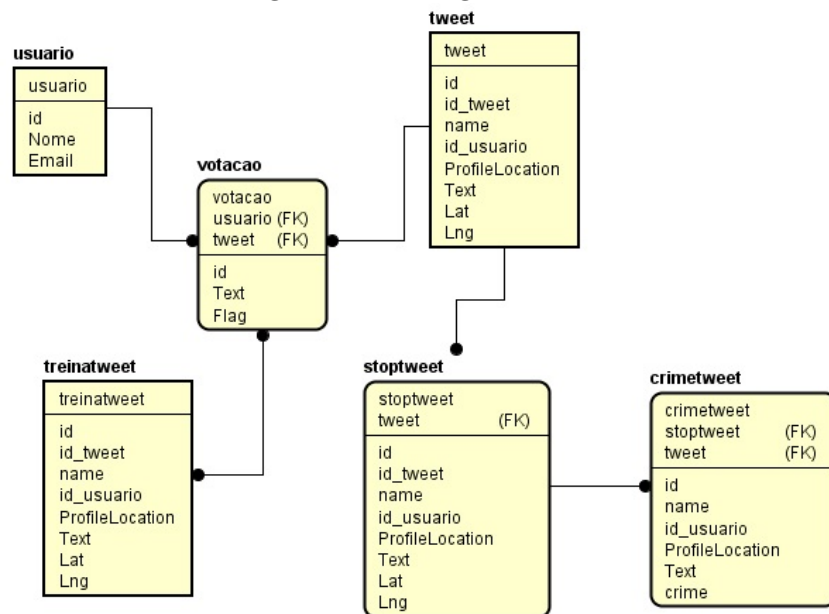 usuario
usuario
id
Nome
Email
tweet
tweet
id
id_tweet
name
id_usuario
ProfileLocation
Text
Lat
Lng
votacao
votacao
usuario (FK)
tweet (FK)
id
Text
Flag
treinatweet
treinatweet
id
id_tweet
name
id_usuario
ProfileLocation
Text
Lat
Lng
stoptweet
stoptweet
tweet (FK)
id
id_tweet
name
id_usuario
ProfileLocation
Text
Lat
Lng
crimetweet
crimetweet
stoptweet (FK)
tweet (FK)
id
name
id_usuario
ProfileLocation
Text
crime